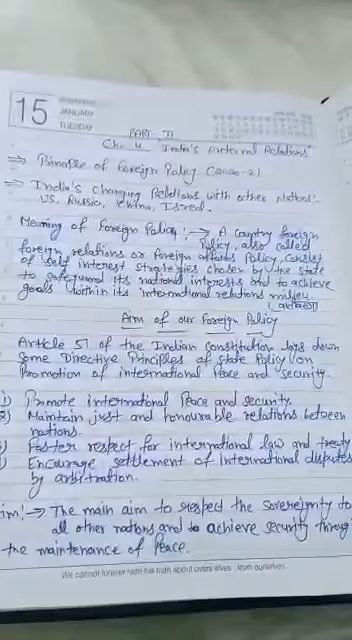 15
JANUARY
TUESDAY
PART-II
Ch. 4 India's External Relations
⇒ Principle of Foreign Policy
⇒ India's Changing Relations with other Nations:-
US, Russia, China, Isreal.
Meaning of Foreign Policy:→ A country foreign
Policy, also called
foreign relations or foreign affairs Policy, consist
of self interest strategies chosen by the state
to safeguard its national interests and to achieve
goals within its international relations milieu
Aim of our Foreign Policy
Article 51 of the Indian Constitution lays down
some Directive Principles of State Policy on
Promotion of international Peace and security.
1) Promote international Peace and security.
2) Maintain just and honourable relations between
nations.
) Foster respect for international law and treaty
) Encourage settlement of international disputes
by arbitration.
im:→ The main aim to respect the sovereignty to
all other nations and to achieve security throug
the maintenance of Peace.
We cannot forever hide the truth about ourselves, from ourselves.